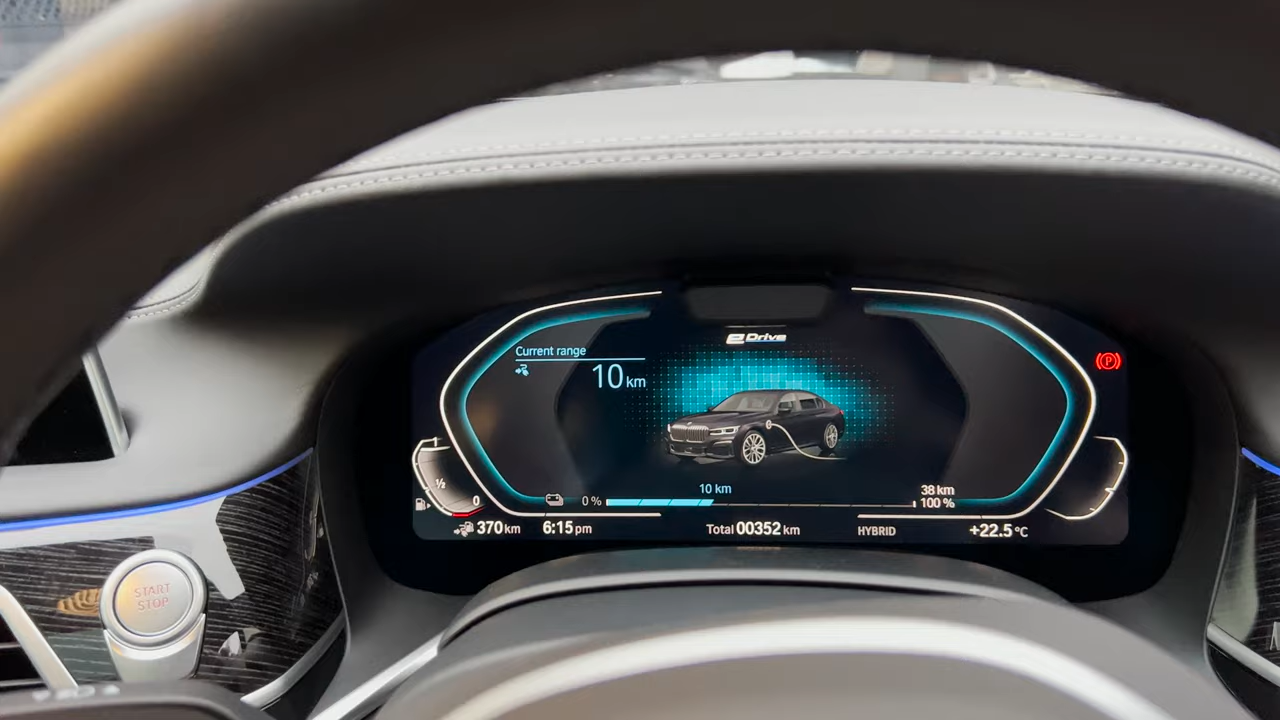 eDrive
Current range
10 km
(P)
10 km
38 km
0 %
100 %
½
0
370 km
6:15 pm
Total 00352 km
HYBRID
+22.5 °C
START
STOP